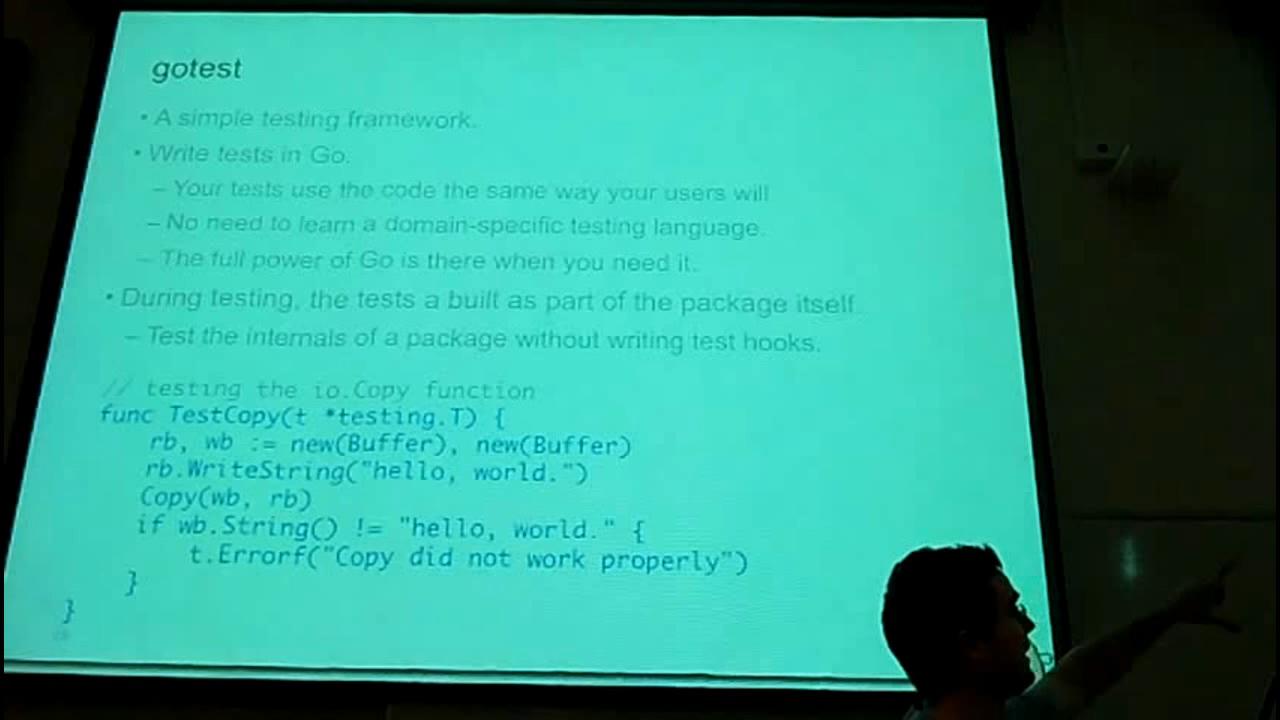 gotest
• A simple testing framework.
• Write tests in Go.
– Your tests use the code the same way your users will
– No need to learn a domain-specific testing language.
– The full power of Go is there when you need it.
• During testing, the tests a built as part of the package itself.
– Test the internals of a package without writing test hooks.
// testing the io.Copy function
func TestCopy(t *testing.T) {
rb, wb := new(Buffer), new(Buffer)
rb.WriteString("hello, world.")
Copy(wb, rb)
if wb.String() != "hello, world." {
t.Errorf("Copy did not work properly")
}
}